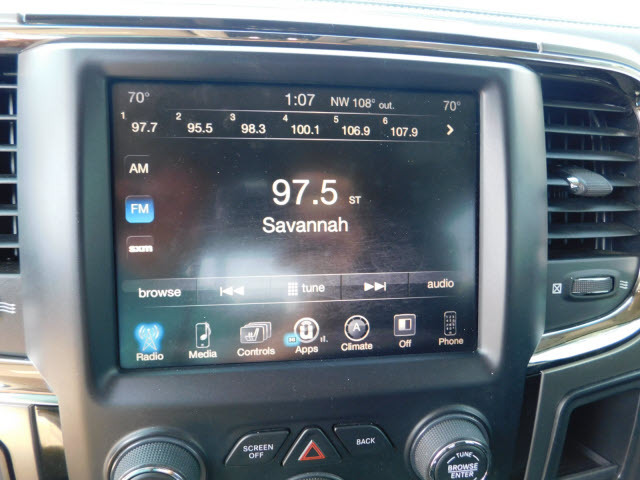 70° 1:07 NW 108° out. 70°
1 97.7 2 95.5 3 98.3 4 100.1 5 106.9 6 107.9
AM
FM
sxm
97.5 ST
Savannah
browse tune audio
Radio Media Controls Apps Climate Off Phone
SCREEN OFF
BACK
TUNE
BROWSE
ENTER